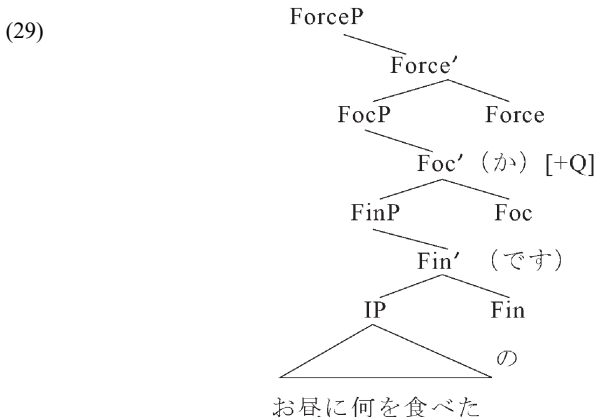 (29)
ForceP
Force′
FocP Force
Foc′ (か) [+Q]
FinP Foc
Fin′ (です)
IP Fin
の
お昼に何を食べた